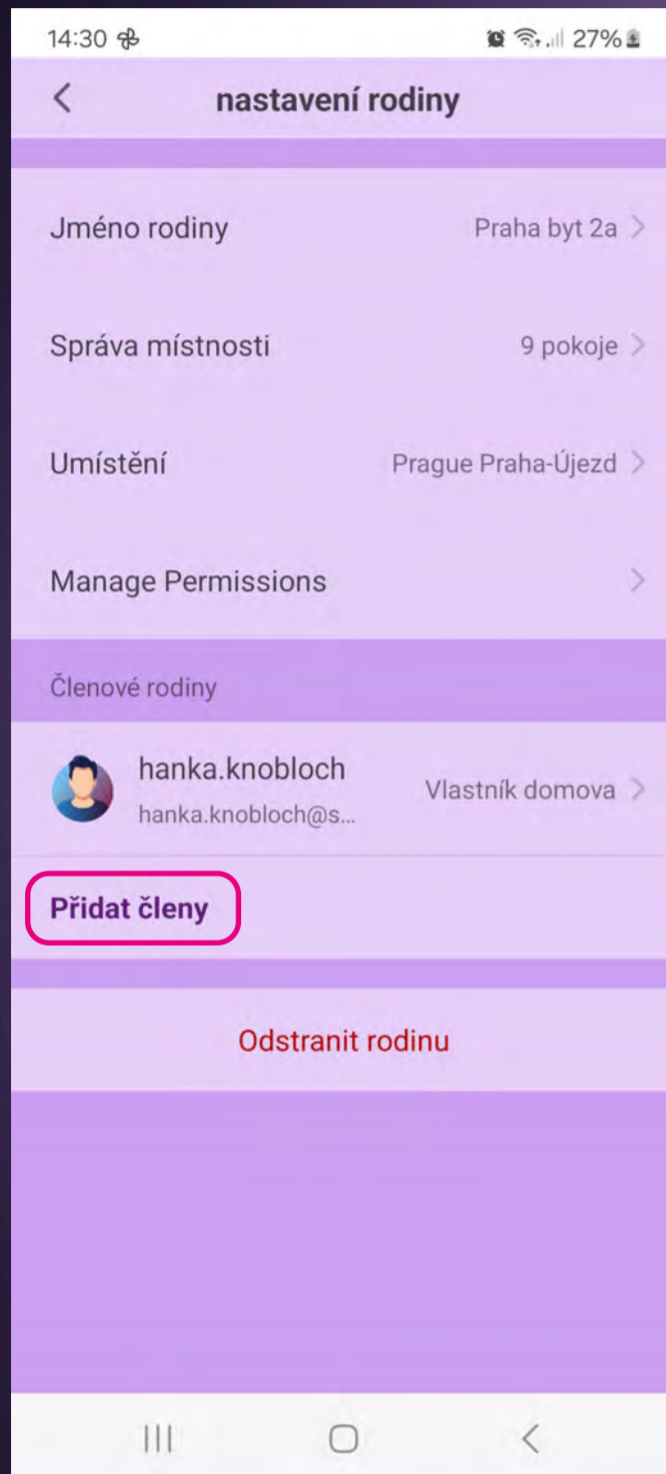 14:30
27%
nastavení rodiny
Jméno rodiny Praha byt 2a
Správa místnosti 9 pokoje
Umístění Prague Praha-Újezd
Manage Permissions
Členové rodiny
hanka.knobloch Vlastník domova
hanka.knobloch@s...
Přidat členy
Odstranit rodinu